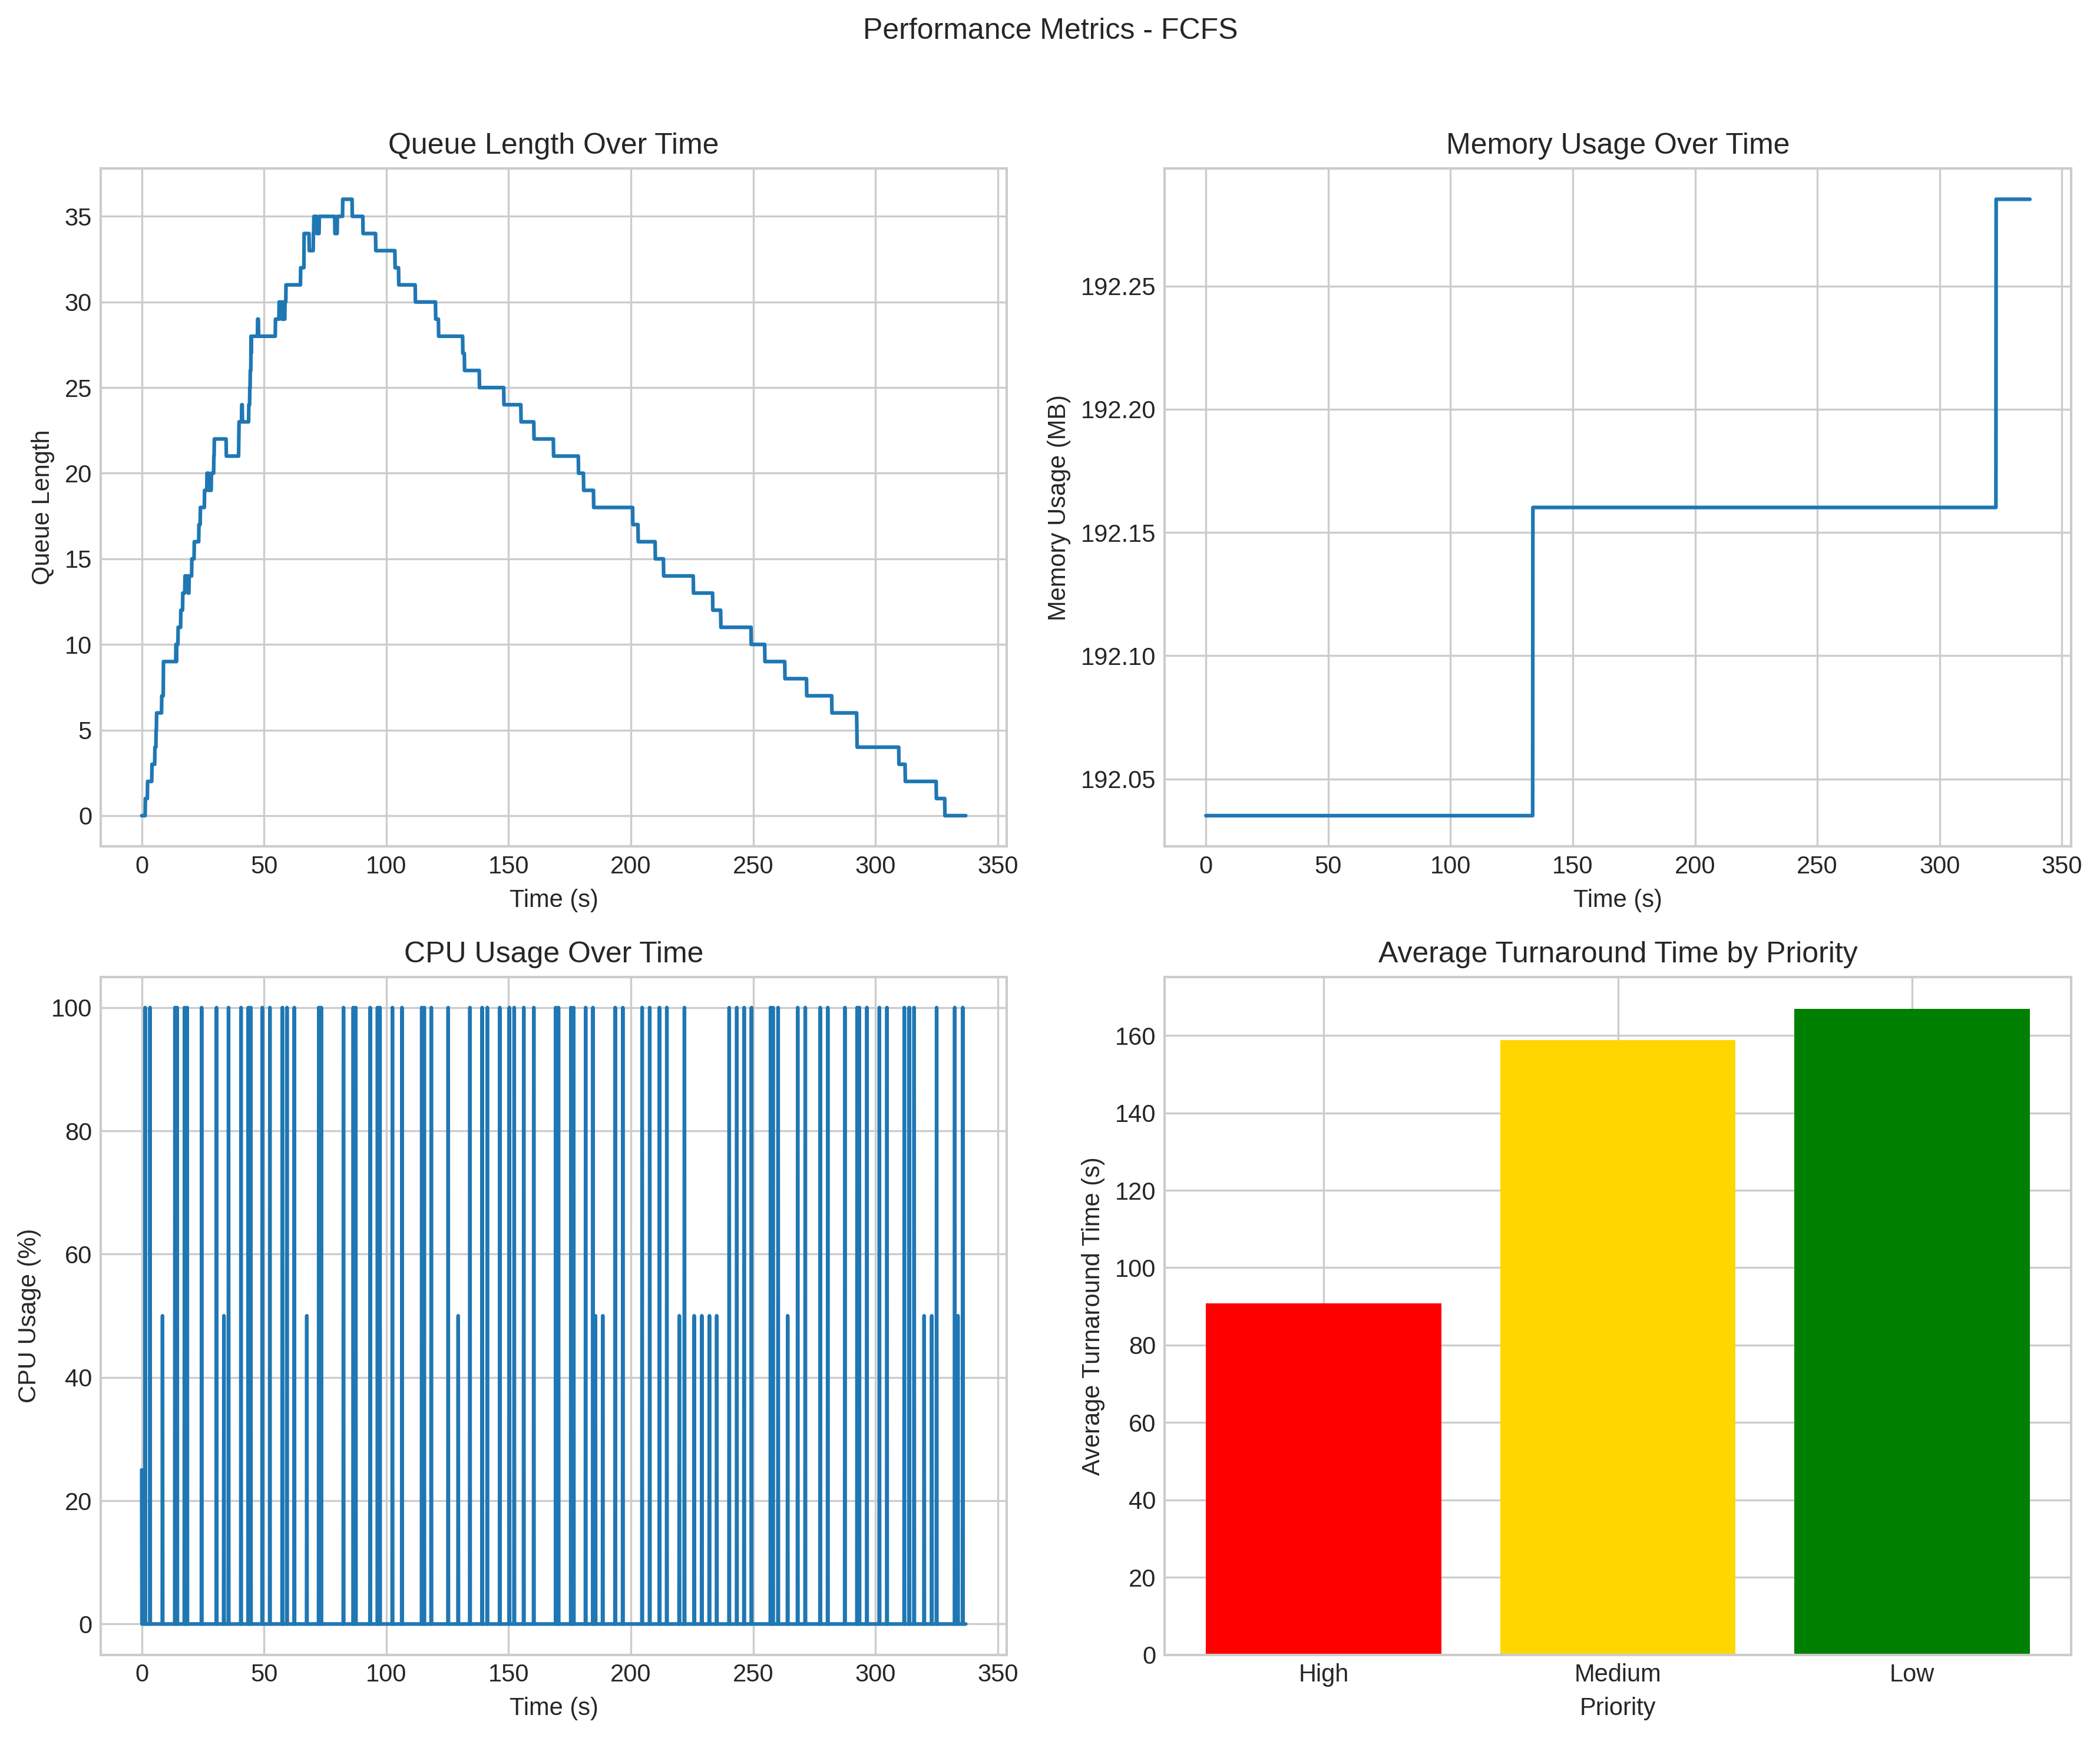 Performance Metrics - FCFS
Queue Length Over Time
Queue Length
35
30
25
20
15
10
5
0
0 50 100 150 200 250 300 350
Time (s)
Memory Usage Over Time
Memory Usage (MB)
192.25
192.20
192.15
192.10
192.05
0 50 100 150 200 250 300 350
Time (s)
CPU Usage Over Time
CPU Usage (%)
100
80
60
40
20
0
0 50 100 150 200 250 300 350
Time (s)
Average Turnaround Time by Priority
Average Turnaround Time (s)
160
140
120
100
80
60
40
20
0
High Medium Low
Priority